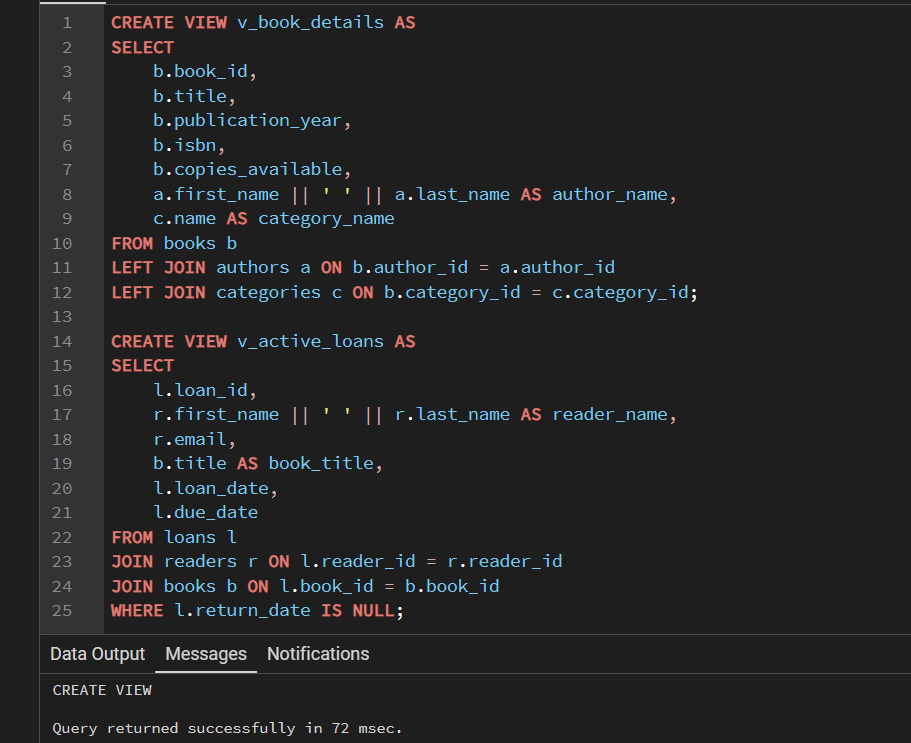 1 CREATE VIEW v_book_details AS
2 SELECT
3     b.book_id,
4     b.title,
5     b.publication_year,
6     b.isbn,
7     b.copies_available,
8     a.first_name || ' ' || a.last_name AS author_name,
9     c.name AS category_name
10 FROM books b
11 LEFT JOIN authors a ON b.author_id = a.author_id
12 LEFT JOIN categories c ON b.category_id = c.category_id;
13
14 CREATE VIEW v_active_loans AS
15 SELECT
16     l.loan_id,
17     r.first_name || ' ' || r.last_name AS reader_name,
18     r.email,
19     b.title AS book_title,
20     l.loan_date,
21     l.due_date
22 FROM loans l
23 JOIN readers r ON l.reader_id = r.reader_id
24 JOIN books b ON l.book_id = b.book_id
25 WHERE l.return_date IS NULL;
Data Output Messages Notifications
CREATE VIEW
Query returned successfully in 72 msec.